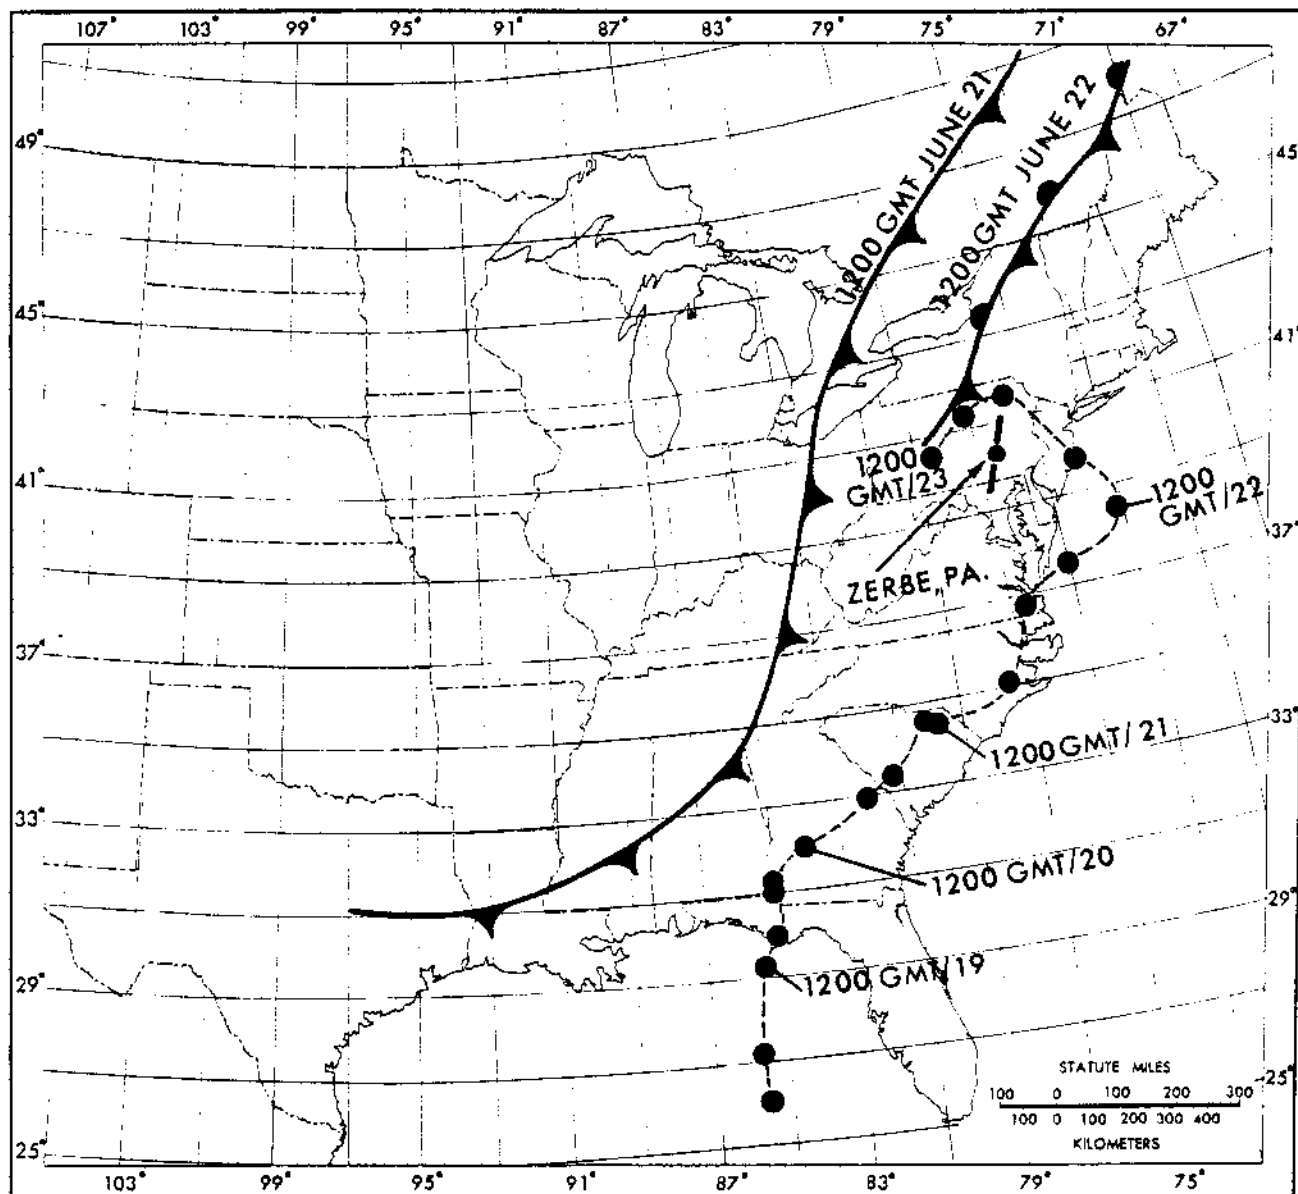 107° 103° 99° 95° 91° 79° 75° 71° 67°
1200 GMT JUNE 21
1200 GMT JUNE 22
49°
45°
45°
41°
41°
1200
GMT/23
1200
GMT/22
37°
ZERBE, PA.
37°
33°
1200 GMT/21
33°
1200 GMT/20
29°
1200 GMT/19
29°
STATUTE MILES
25°
100 0 100 200 300
100 0 100 200 300 400
KILOMETERS
25°
103° 99° 95° 91° 87° 83° 79° 75°